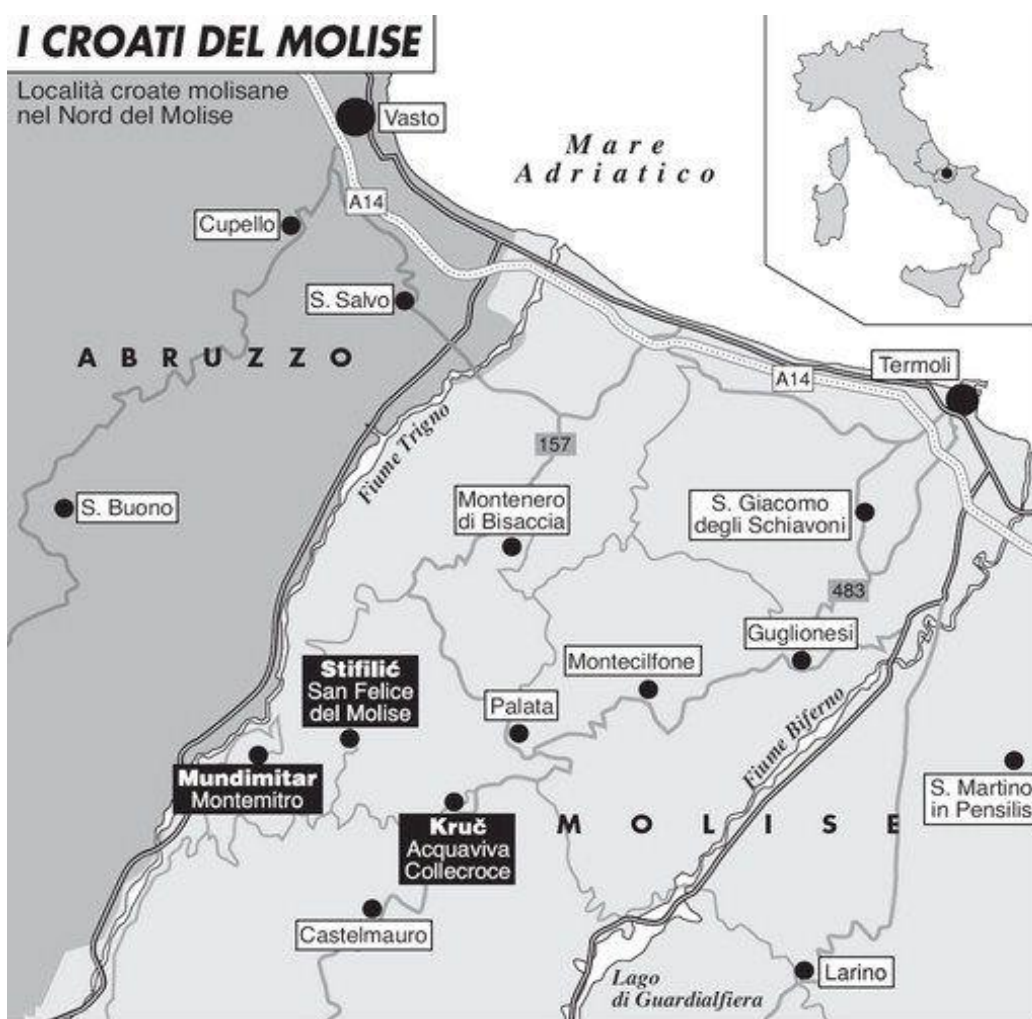 I CROATI DEL MOLISE
Località croate molisane
nel Nord del Molise
Vasto
Mare
Adriatico
A14
Cupello
S. Salvo
ABRUZZO
Termoli
A14
Fiume Trigno
157
S. Buono
Montenero
di Bisaccia
S. Giacomo
degli Schiavoni
483
Guglionesi
Stifilić
San Felice
del Molise
Montecilfone
Palata
Fiume Biferno
Mundimitar
Montemitro
S. Martino
in Pensilis
Kruč
Acquaviva
Collecroce
MOLISE
Castelmauro
Lago
di Guardialfiera
Larino